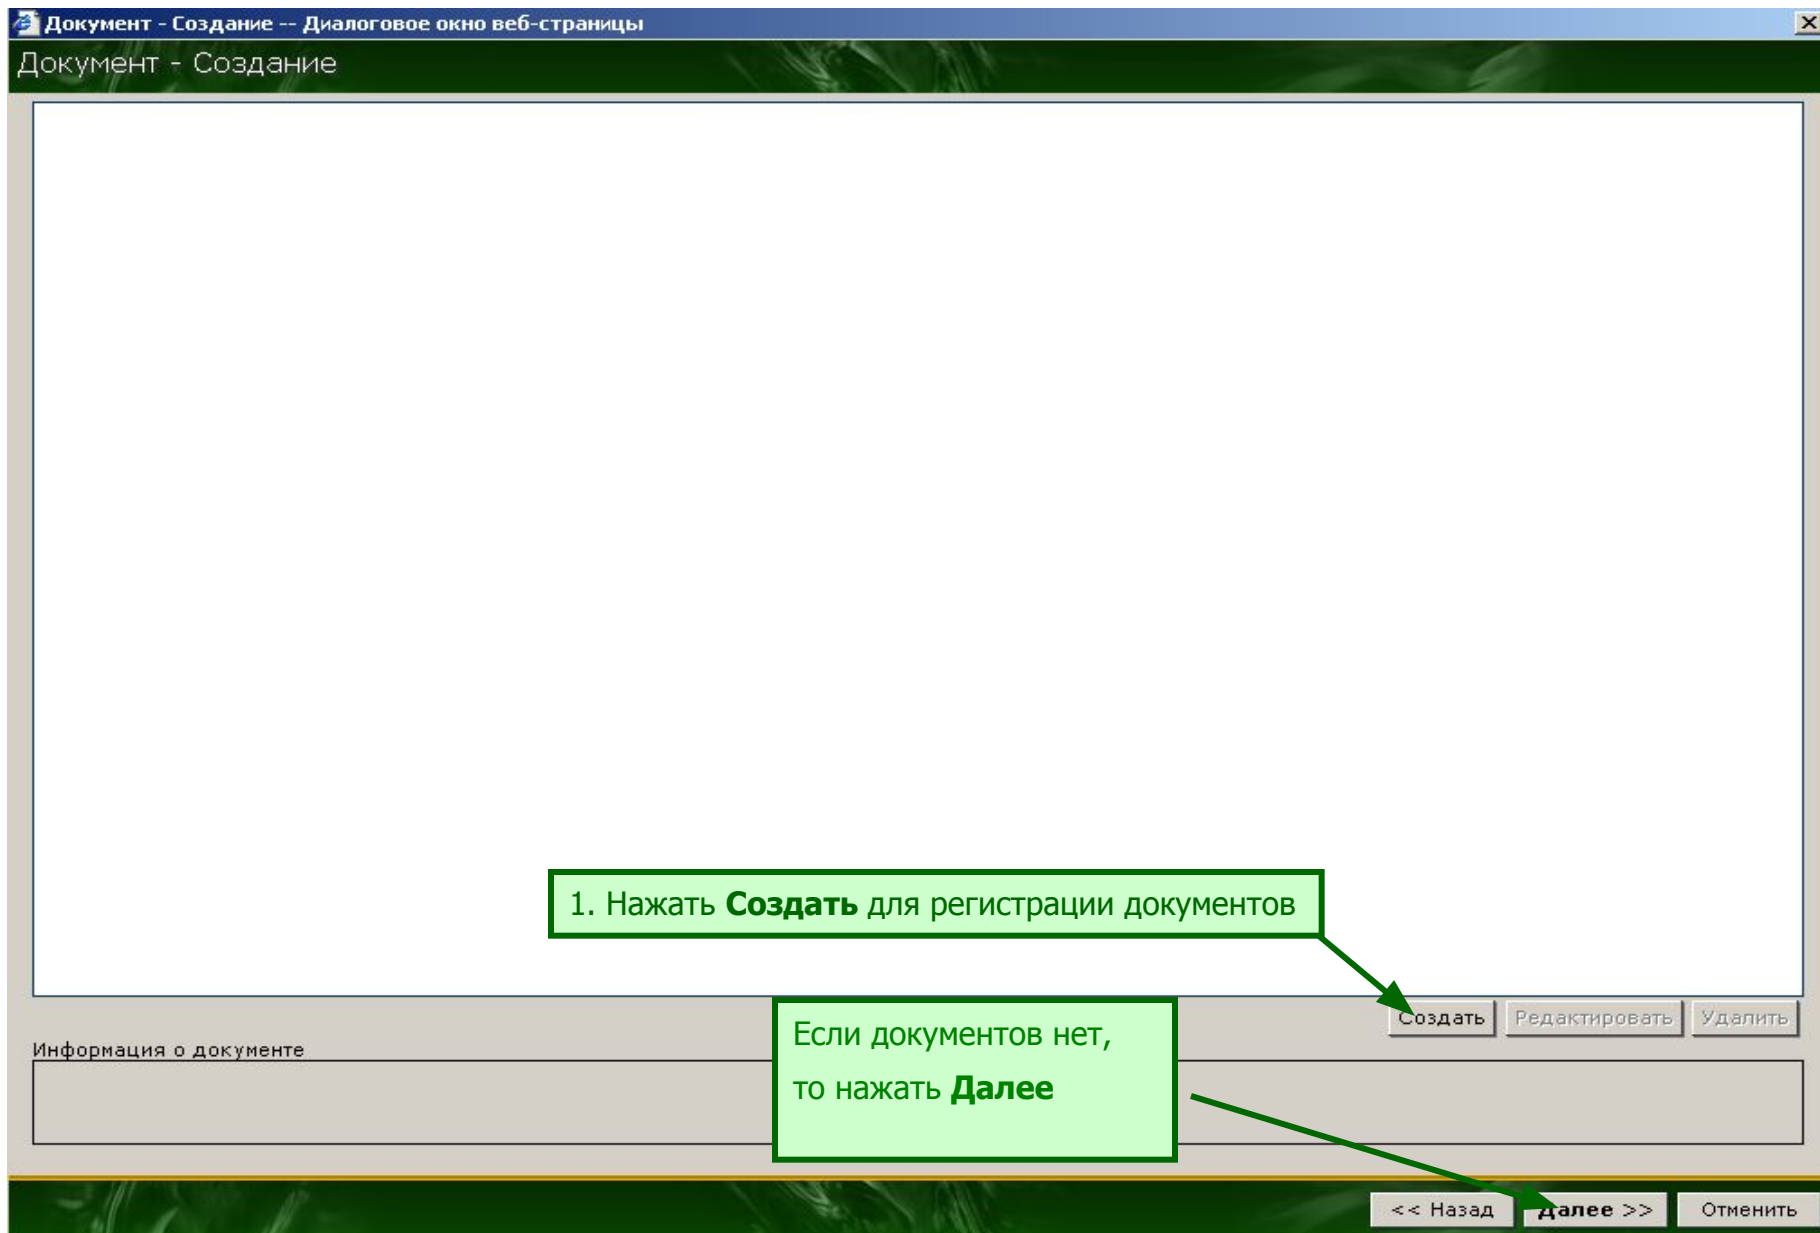 Документ - Создание -- Диалоговое окно веб-страницы
Документ - Создание
1. Нажать Создать для регистрации документов
Создать Редактировать Удалить
Если документов нет,
то нажать Далее
Информация о документе
<< Назад Далее >> Отменить